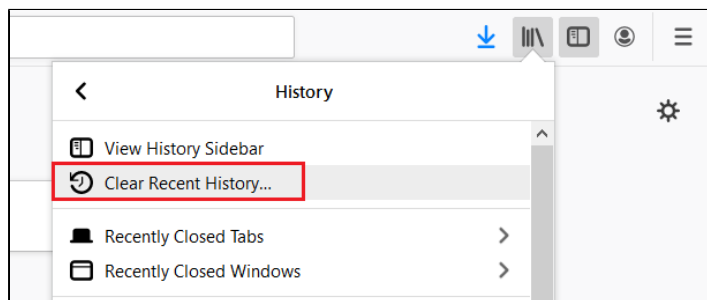 History
View History Sidebar
Clear Recent History...
Recently Closed Tabs
Recently Closed Windows